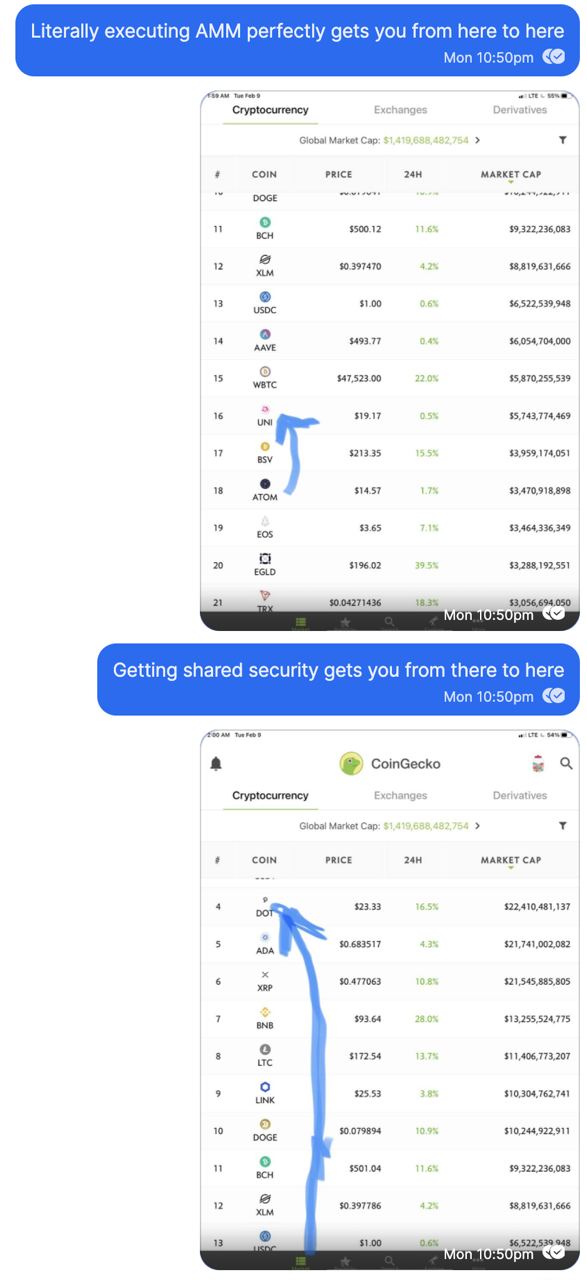 Literally executing AMM perfectly gets you from here to here
Mon 10:50pm
1:59 AM Tue Feb 9 LTE 55%
Cryptocurrency Exchanges Derivatives
Global Market Cap: $1,419,688,482,754
# COIN PRICE 24H MARKET CAP
DOGE
11 BCH $500.12 11.6% $9,322,236,083
12 XLM $0.397470 4.2% $8,819,631,666
13 USDC $1.00 0.6% $6,522,539,948
14 AAVE $493.77 0.4% $6,054,704,000
15 WBTC $47,523.00 22.0% $5,870,255,539
16 UNI $19.17 0.5% $5,743,774,469
17 BSV $213.35 15.5% $3,959,174,051
18 ATOM $14.57 1.7% $3,470,918,898
19 EOS $3.65 7.1% $3,464,336,349
20 EGLD $196.02 39.5% $3,288,192,551
21 TRX $0.04271436 18.3% $3,056,694,050
Mon 10:50pm
Getting shared security gets you from there to here
Mon 10:50pm
2:00 AM Tue Feb 9 LTE 54%
CoinGecko
Cryptocurrency Exchanges Derivatives
Global Market Cap: $1,419,688,482,754
# COIN PRICE 24H MARKET CAP
4 DOT $23.33 16.5% $22,410,481,137
5 ADA $0.683517 4.3% $21,741,002,082
6 XRP $0.477063 10.8% $21,545,885,805
7 BNB $93.64 28.0% $13,255,524,775
8 LTC $172.54 13.7% $11,406,773,207
9 LINK $25.53 3.8% $10,304,762,741
10 DOGE $0.079894 10.9% $10,244,922,911
11 BCH $501.04 11.6% $9,322,236,083
12 XLM $0.397786 4.2% $8,819,631,666
13 USDC $1.00 0.6% $6,522,539,948
Mon 10:50pm